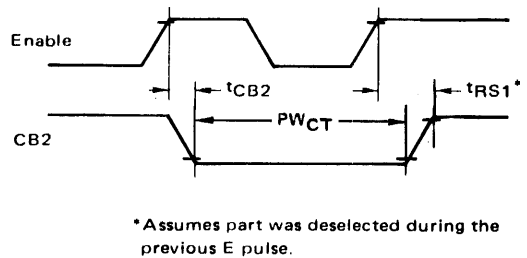 Enable
tCB2
tRS1*
PWCT
CB2
*Assumes part was deselected during the
previous E pulse.